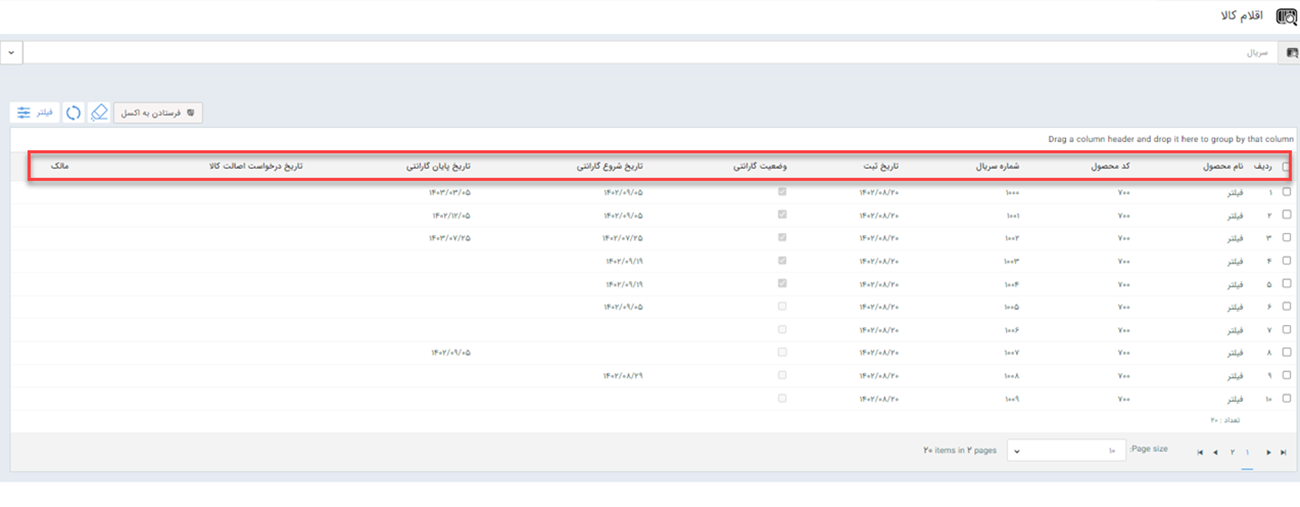 اقلام کالا
سریال
فرستادن به اکسل فیلتر
Drag a column header and drop it here to group by that column
ردیف نام محصول کد محصول شماره سریال تاریخ ثبت وضعیت گارانتی تاریخ شروع گارانتی تاریخ پایان گارانتی تاریخ درخواست اصالت کالا مالک
۱ فیلتر ۷۰۰ ۱۰۰۰ ۱۴۰۲/۰۸/۲۰ ۱۴۰۲/۰۹/۰۵ ۱۴۰۳/۰۳/۰۵
۲ فیلتر ۷۰۰ ۱۰۰۱ ۱۴۰۲/۰۸/۲۰ ۱۴۰۲/۰۹/۰۵ ۱۴۰۲/۱۲/۰۵
۳ فیلتر ۷۰۰ ۱۰۰۲ ۱۴۰۲/۰۸/۲۰ ۱۴۰۲/۰۷/۲۵ ۱۴۰۳/۰۷/۲۵
۴ فیلتر ۷۰۰ ۱۰۰۳ ۱۴۰۲/۰۸/۲۰ ۱۴۰۲/۰۹/۱۹
۵ فیلتر ۷۰۰ ۱۰۰۴ ۱۴۰۲/۰۸/۲۰ ۱۴۰۲/۰۹/۱۹
۶ فیلتر ۷۰۰ ۱۰۰۵ ۱۴۰۲/۰۸/۲۰ ۱۴۰۲/۰۹/۰۵
۷ فیلتر ۷۰۰ ۱۰۰۶ ۱۴۰۲/۰۸/۲۰
۸ فیلتر ۷۰۰ ۱۰۰۷ ۱۴۰۲/۰۸/۲۰ ۱۴۰۲/۰۹/۰۵
۹ فیلتر ۷۰۰ ۱۰۰۸ ۱۴۰۲/۰۸/۲۰ ۱۴۰۲/۰۸/۲۹
۱۰ فیلتر ۷۰۰ ۱۰۰۹ ۱۴۰۲/۰۸/۲۰
تعداد : ۲۰
۱ ۲ Page size: ۱۰ ۲۰ items in ۲ pages